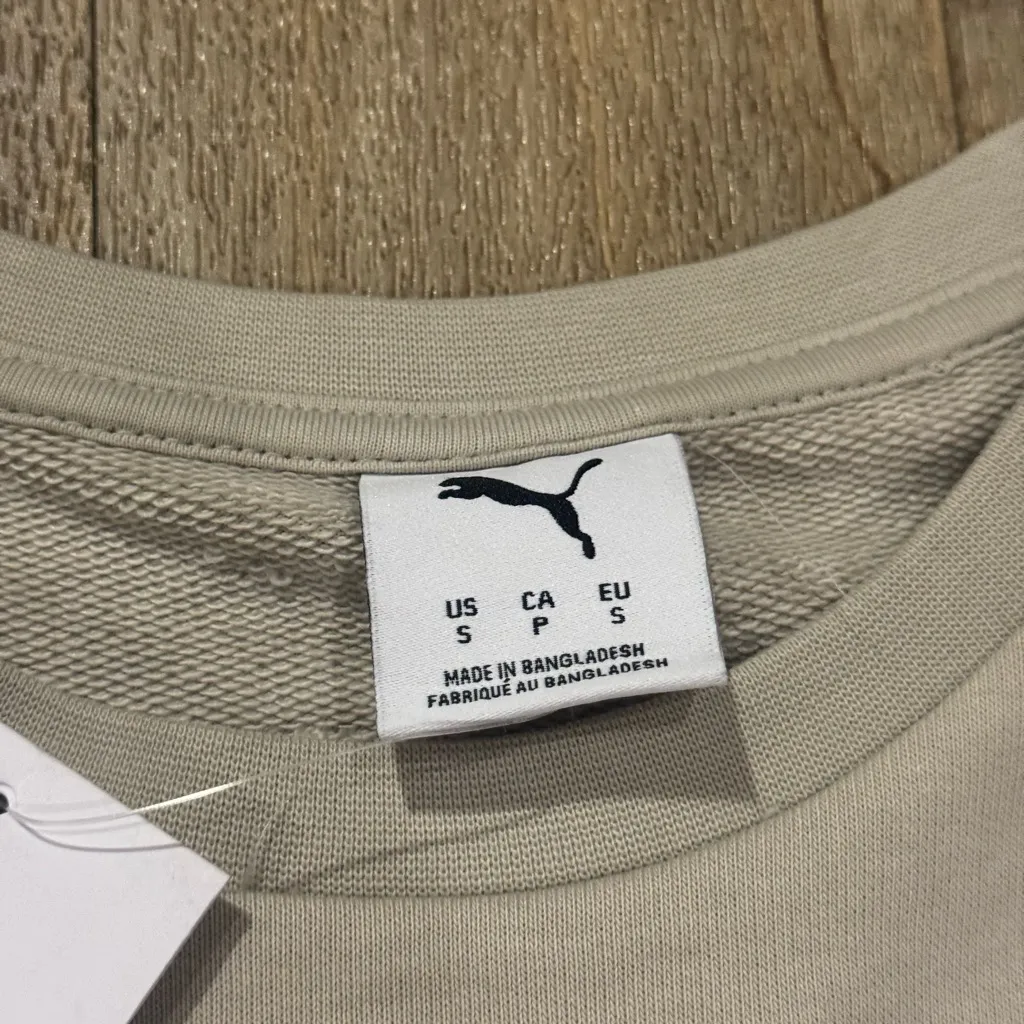 US CA EU
S P S
MADE IN BANGLADESH
FABRIQUÉ AU BANGLADESH